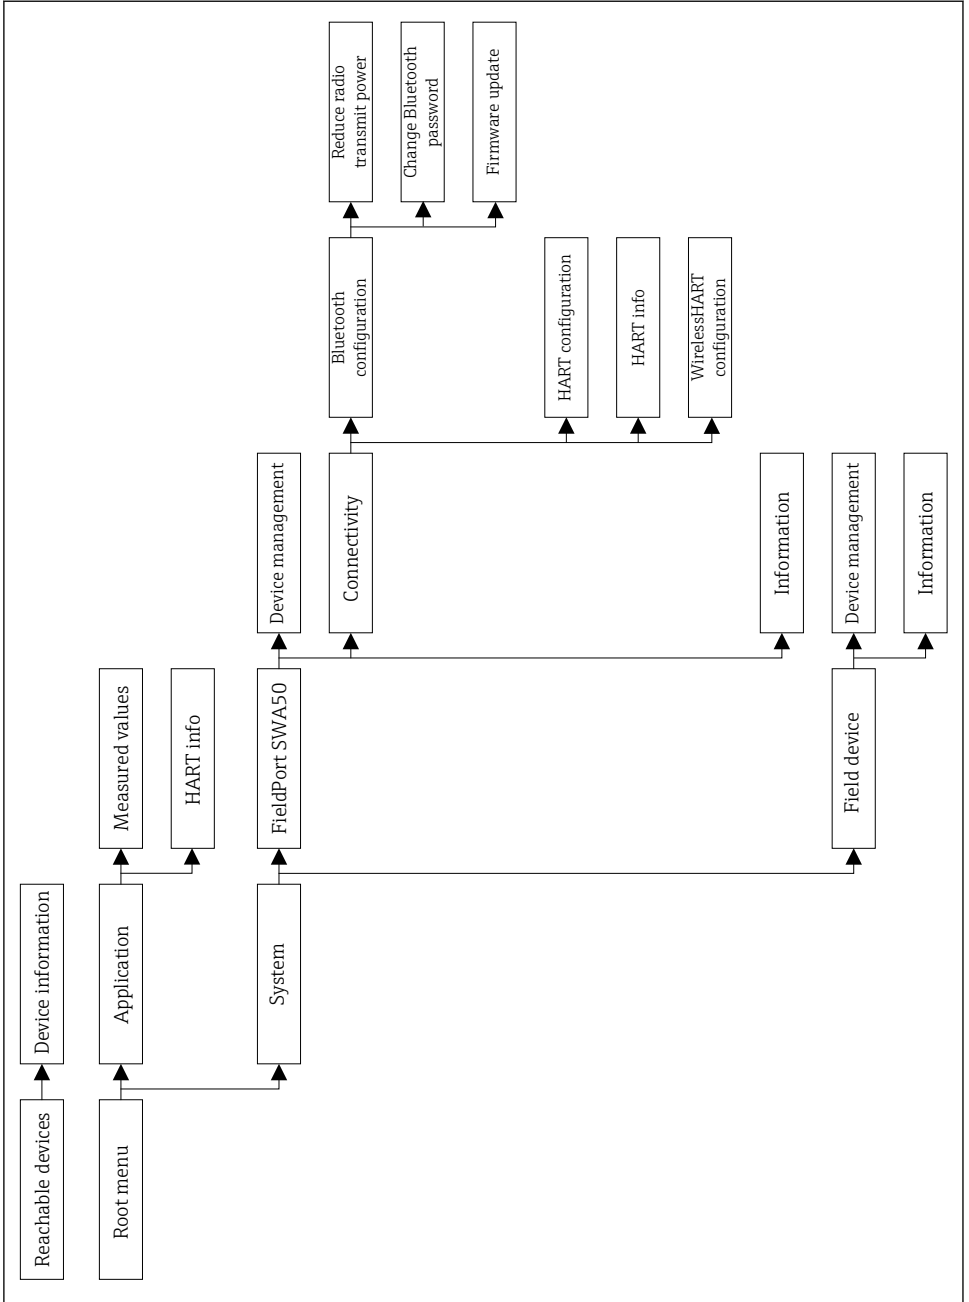 Reachable devices
Device information
Root menu
Application
Measured values
HART info
System
FieldPort SWA50
Device management
Connectivity
Bluetooth
configuration
Reduce radio
transmit power
Change Bluetooth
password
Firmware update
HART configuration
HART info
WirelessHART
configuration
Information
Field device
Device management
Information